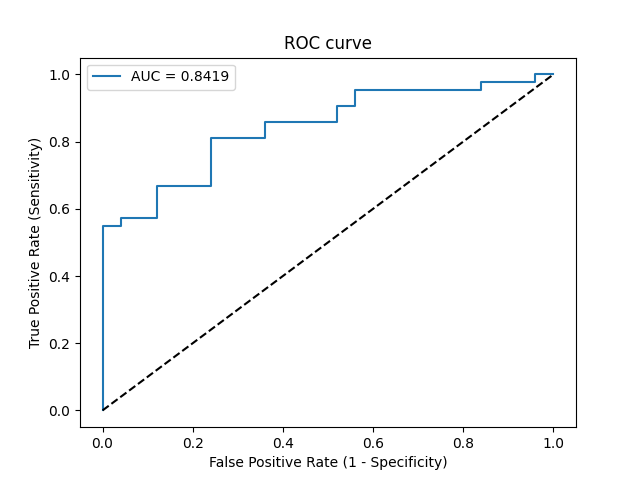 ROC curve
AUC = 0.8419
True Positive Rate (Sensitivity)
1.0
0.8
0.6
0.4
0.2
0.0
0.0 0.2 0.4 0.6 0.8 1.0
False Positive Rate (1 - Specificity)